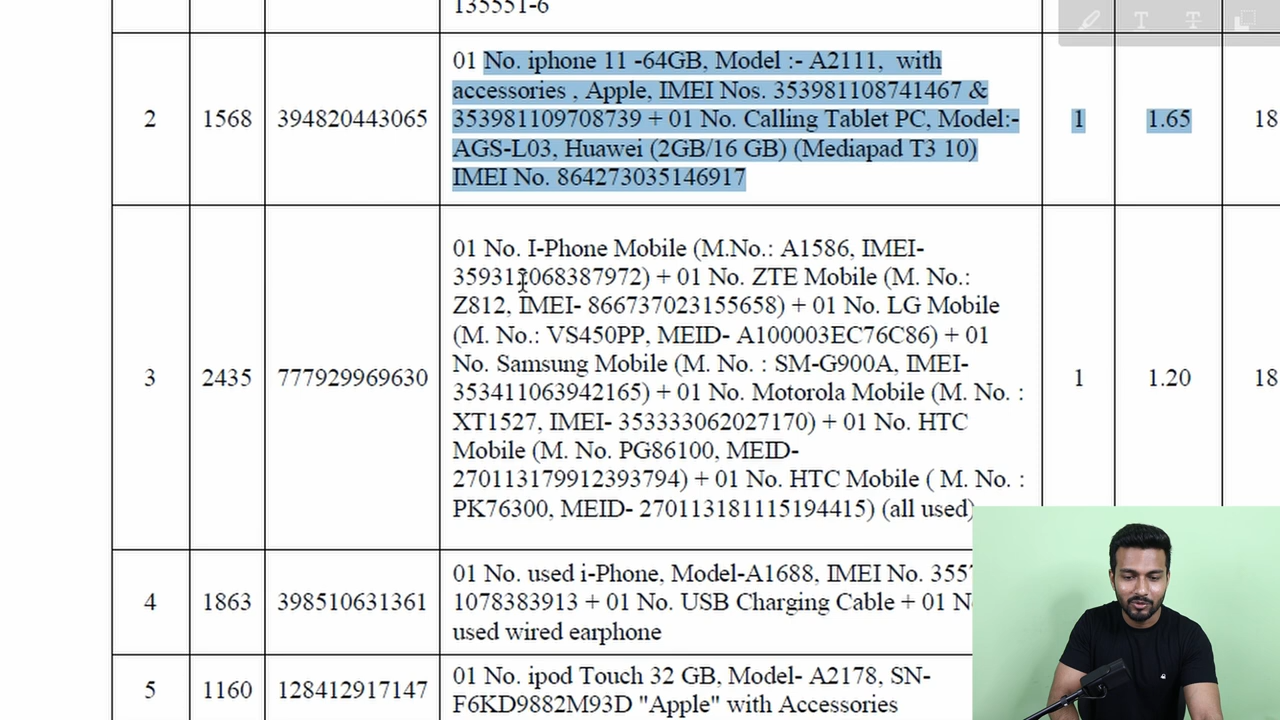 135551-6
2 1568 394820443065 01 No. iphone 11 -64GB, Model :- A2111, with
accessories , Apple, IMEI Nos. 353981108741467 &
353981109708739 + 01 No. Calling Tablet PC, Model:-
AGS-L03, Huawei (2GB/16 GB) (Mediapad T3 10)
IMEI No. 864273035146917
1 1.65 18
3 2435 777929969630 01 No. I-Phone Mobile (M.No.: A1586, IMEI-
+ 01 No. ZTE Mobile (M. No.:
Z812, IMEI- 866737023155658) + 01 No. LG Mobile
(M. No.: VS450PP, MEID- A100003EC76C86) + 01
No. Samsung Mobile (M. No. : SM-G900A, IMEI-
353411063942165) + 01 No. Motorola Mobile (M. No. :
XT1527, IMEI- 353333062027170) + 01 No. HTC
Mobile (M. No. PG86100, MEID-
270113179912393794) + 01 No. HTC Mobile ( M. No. :
PK76300, MEID- 270113181115194415) (all used)
1 1.20 18
4 1863 398510631361 01 No. used i-Phone, Model-A1688, IMEI No.
1078383913 + 01 No. USB Charging Cable + 01
used wired earphone
5 1160 128412917147 01 No. ipod Touch 32 GB, Model- A2178, SN-
F6KD9882M93D "Apple" with Accessories